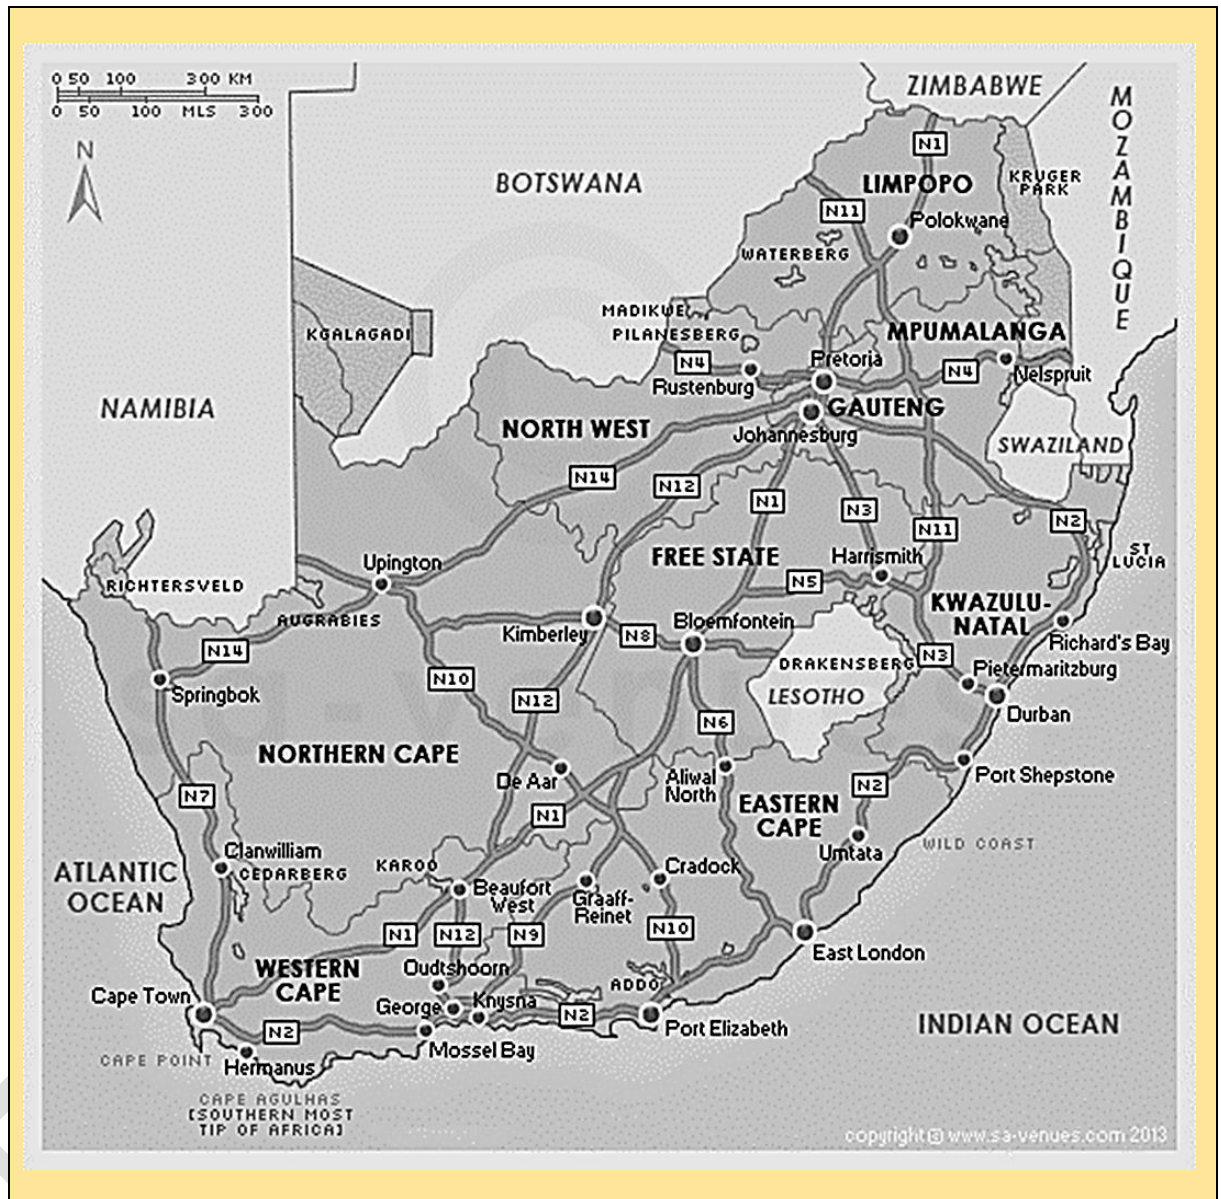 0 50 100 300 KM
0 50 100 MLS 300
N
ZIMBABWE
MOZAMBIQUE
BOTSWANA
N1
LIMPOPO
KRUGER
PARK
N11
Polokwane
WATERBERG
MADIKWE
PILANESBERG
KGALAGADI
MPUMALANGA
Pretoria
N4
N4
Rustenburg
Nelspruit
NAMIBIA
GAUTENG
NORTH WEST
Johannesburg
SWAZILAND
N14
N12
N1
N3
N11
N2
FREE STATE
Harrismith
ST
LUCIA
Upington
RICHTERSVELD
N5
AUGRABIES
KWAZULU-
NATAL
Kimberley
N8
Bloemfontein
Richard's Bay
N14
DRAKENSBERG
N3
Pietermaritzburg
Springbok
N10
N12
LESOTHO
Durban
N6
NORTHERN CAPE
De Aar
Aliwal
North
Port Shepstone
N7
N2
EASTERN
CAPE
N1
Umtata
WILD COAST
Clanwilliam
CEDARBERG
KAROO
Cradock
ATLANTIC
OCEAN
Beaufort
West
Graaff-
Reinet
N1
N12
N9
N10
East London
WESTERN
CAPE
Oudtshoorn
ADDO
Cape Town
George
Knysna
N2
N2
Port Elizabeth
INDIAN OCEAN
Mossel Bay
CAPE POINT
Hermanus
CAPE AGULHAS
[SOUTHERN MOST
TIP OF AFRICA]
copyright © www.sa-venues.com 2013